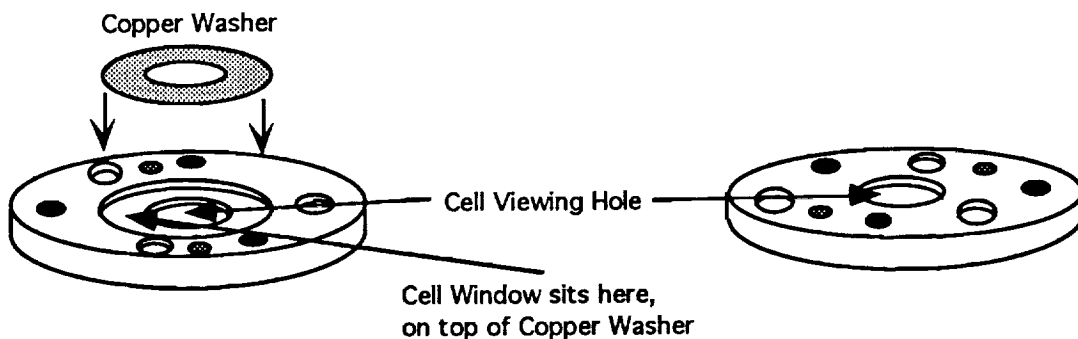 Copper Washer
Cell Viewing Hole
Cell Window sits here,
on top of Copper Washer